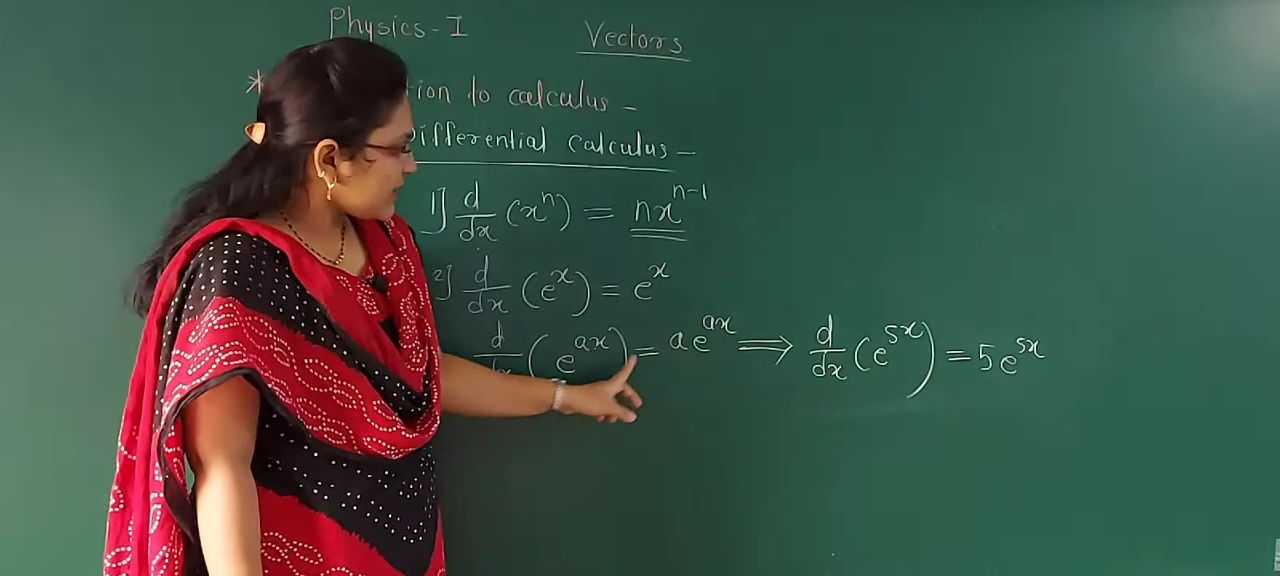 Physics-I
Vectors
* tion to calculus -
ifferential calculus -
1] d/dx (x^n) = nx^{n-1}
2] d/dx (e^x) = e^x
d/dx (e^{ax}) = ae^{ax} ⟹ d/dx (e^{5x}) = 5e^{5x}